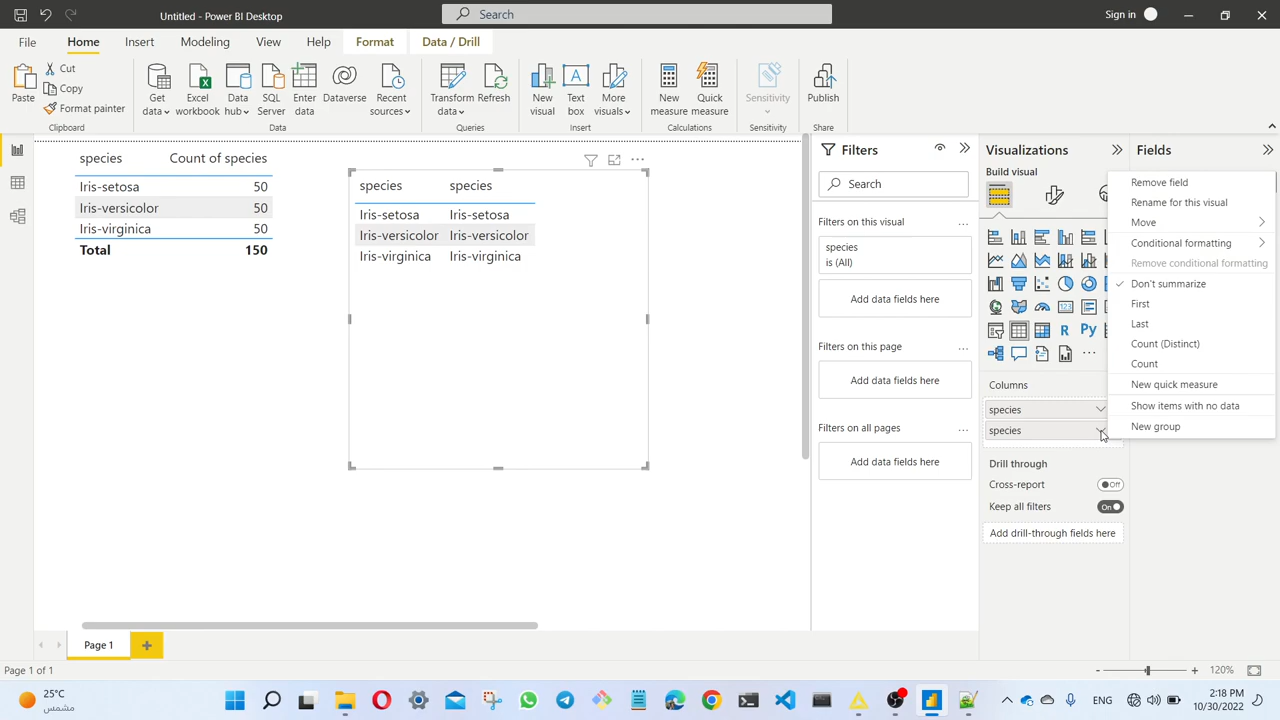 Untitled - Power BI Desktop
Search
Sign in
File
Home
Insert
Modeling
View
Help
Format
Data / Drill
Paste
Cut
Copy
Format painter
Clipboard
Get data
Excel workbook
Data hub
SQL Server
Enter data
Dataverse
Recent sources
Data
Transform data
Refresh
Queries
New visual
Text box
More visuals
Insert
New measure
Quick measure
Calculations
Sensitivity
Sensitivity
Publish
Share
species Count of species
Iris-setosa 50
Iris-versicolor 50
Iris-virginica 50
Total 150
species species
Iris-setosa Iris-setosa
Iris-versicolor Iris-versicolor
Iris-virginica Iris-virginica
Filters
Search
Filters on this visual ...
species
is (All)
Add data fields here
Filters on this page ...
Add data fields here
Filters on all pages ...
Add data fields here
Visualizations
Build visual
R Py
...
Columns
species
species
Drill through
Cross-report Off
Keep all filters On
Add drill-through fields here
Fields
Remove field
Rename for this visual
Move
Conditional formatting
Remove conditional formatting
Don't summarize
First
Last
Count (Distinct)
Count
New quick measure
Show items with no data
New group
Page 1
Page 1 of 1
- + 120%
25°C
مشمس
ENG
2:18 PM
10/30/2022